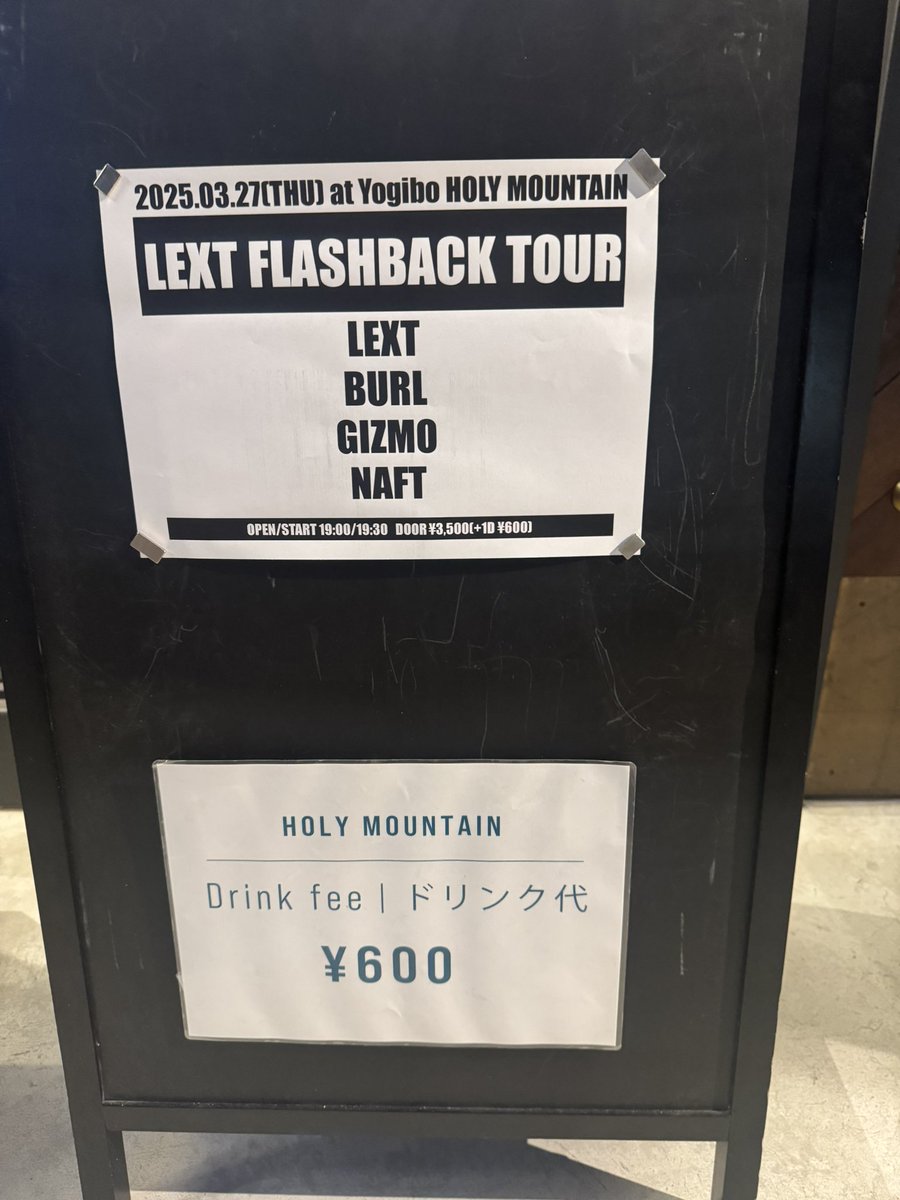 2025.03.27(THU) at Yogibo HOLY MOUNTAIN
LEXT FLASHBACK TOUR
LEXT
BURL
GIZMO
NAFT
OPEN/START 19:00/19:30 DOOR ¥3,500(+1D ¥600)
HOLY MOUNTAIN
Drink fee | ドリンク代
¥600